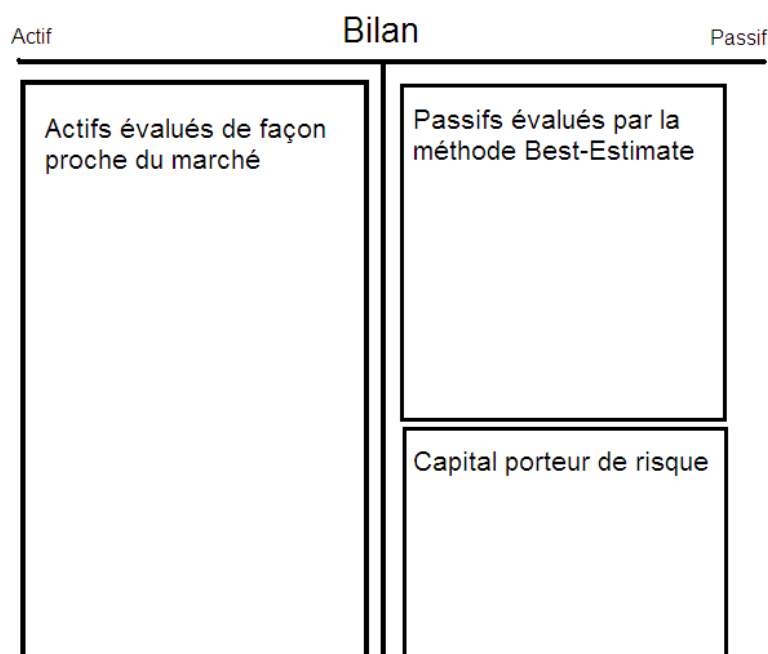 Bilan
Actif
Passif
Actifs évalués de façon
proche du marché
Passifs évalués par la
méthode Best-Estimate
Capital porteur de risque